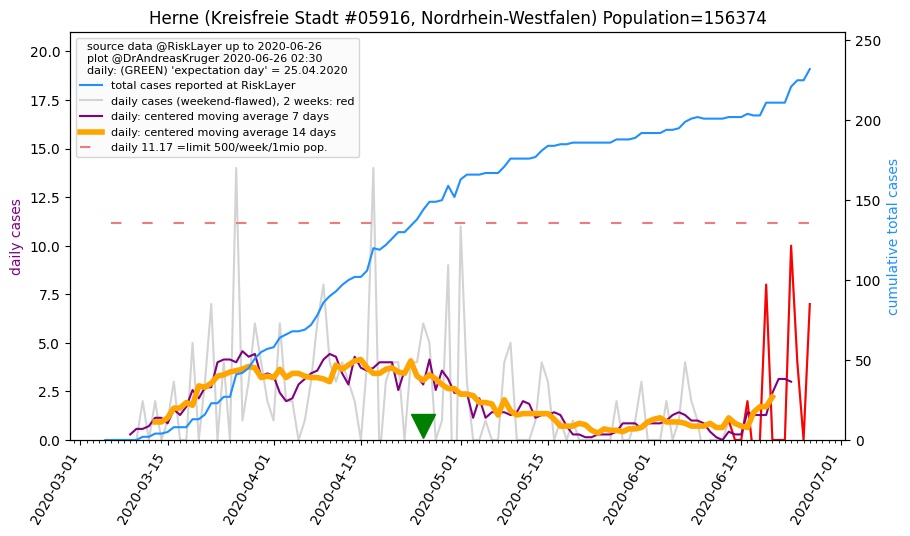 Herne (Kreisfreie Stadt #05916, Nordrhein-Westfalen) Population=156374
source data @RiskLayer up to 2020-06-26
plot @DrAndreasKruger 2020-06-26 02:30
daily: (GREEN) 'expectation day' = 25.04.2020
total cases reported at RiskLayer
daily cases (weekend-flawed), 2 weeks: red
daily: centered moving average 7 days
daily: centered moving average 14 days
daily 11.17 =limit 500/week/1mio pop.
daily cases
20.0
17.5
15.0
12.5
10.0
7.5
5.0
2.5
0.0
250
200
150
100
50
0
cumulative total cases
2020-03-01
2020-03-15
2020-04-01
2020-04-15
2020-05-01
2020-05-15
2020-06-01
2020-06-15
2020-07-01